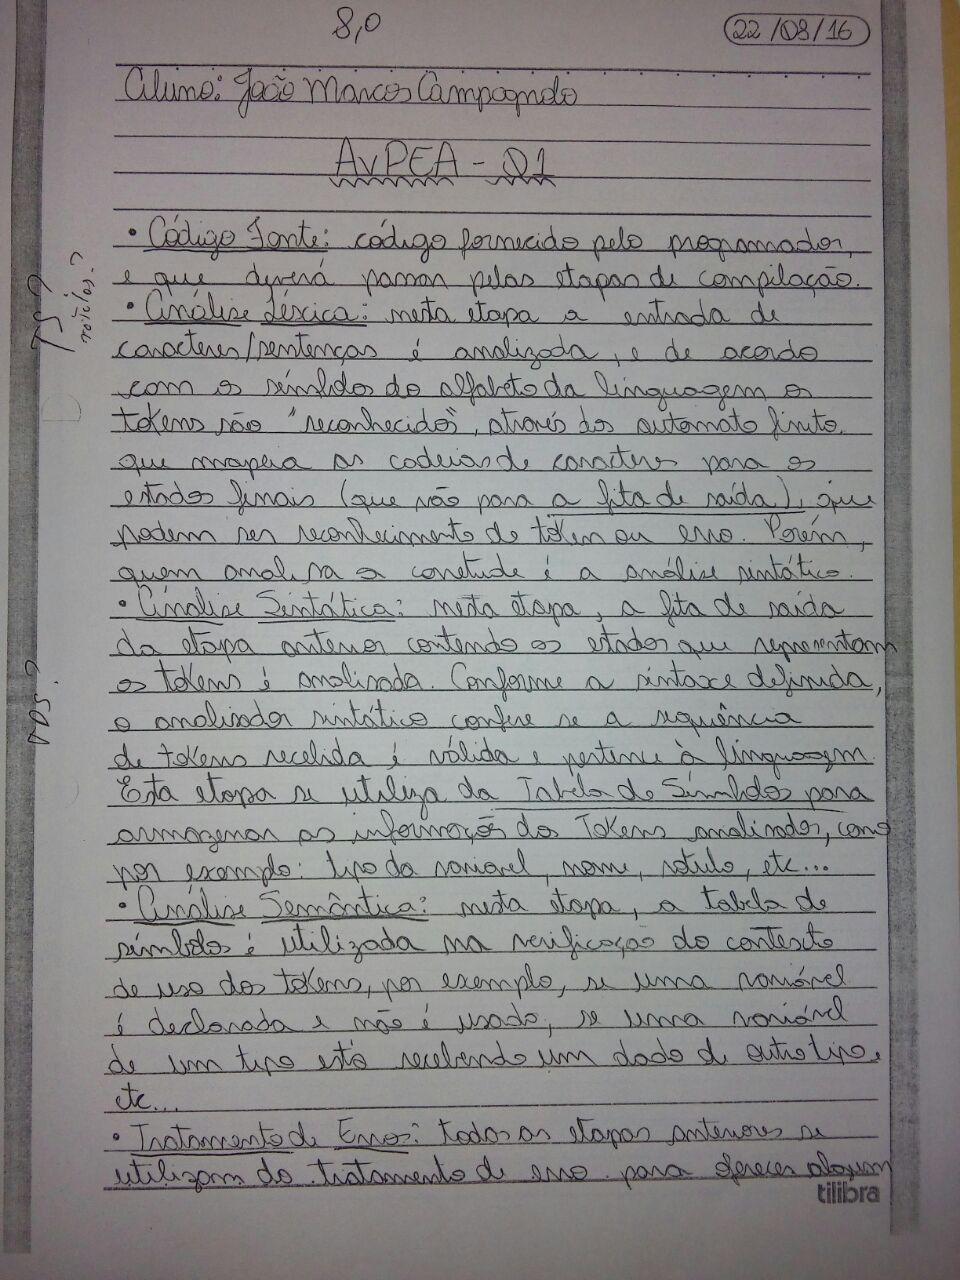 8,0
22/08/16
Aluno: João Marcos Campagnolo
AvPEA - Q1
• Código Fonte: código fornecido pelo programador,
e que deverá passar pelas etapas de compilação.
TS?
• Análise Léxica: nesta etapa a entrada de
caracteres/sentenças é analizada, e de acordo
com os símbolos do alfabeto da linguagem os
tokens são "reconhecidos", através dos automato finito
que mapeia as cadeias de caracteres para os
estados finais (que vão para a fita de saída), que
podem ser reconhecimento de token ou erro. Porém,
quem analisa a é a análise sintático.
• Análise Sintática: nesta etapa, a fita de saída
da etapa anterior contendo os estados que representam
os tokens é analisada. Conforme a sintaxe definida,
o analisador sintático confere se a sequência
de tokens recebida é válida e pertence à linguagem.
Esta etapa se utiliza da Tabela de Símbolos para
armazenar as informações dos Tokens analisados, como
por exemplo: tipo da variavel, nome, rotulo, etc...
• Análise Semântica: nesta etapa, a tabela de
símbolos é utilizada na verificação do contexto
de uso dos tokens, por exemplo, se uma variável
é declarada e não é usada, se uma variável
de um tipo está recebendo um dado de outro tipo,
etc...
• Tratamento de Erros: todas as etapas anteriores se
utilizam do tratamento de erro para oferecer
tilibra